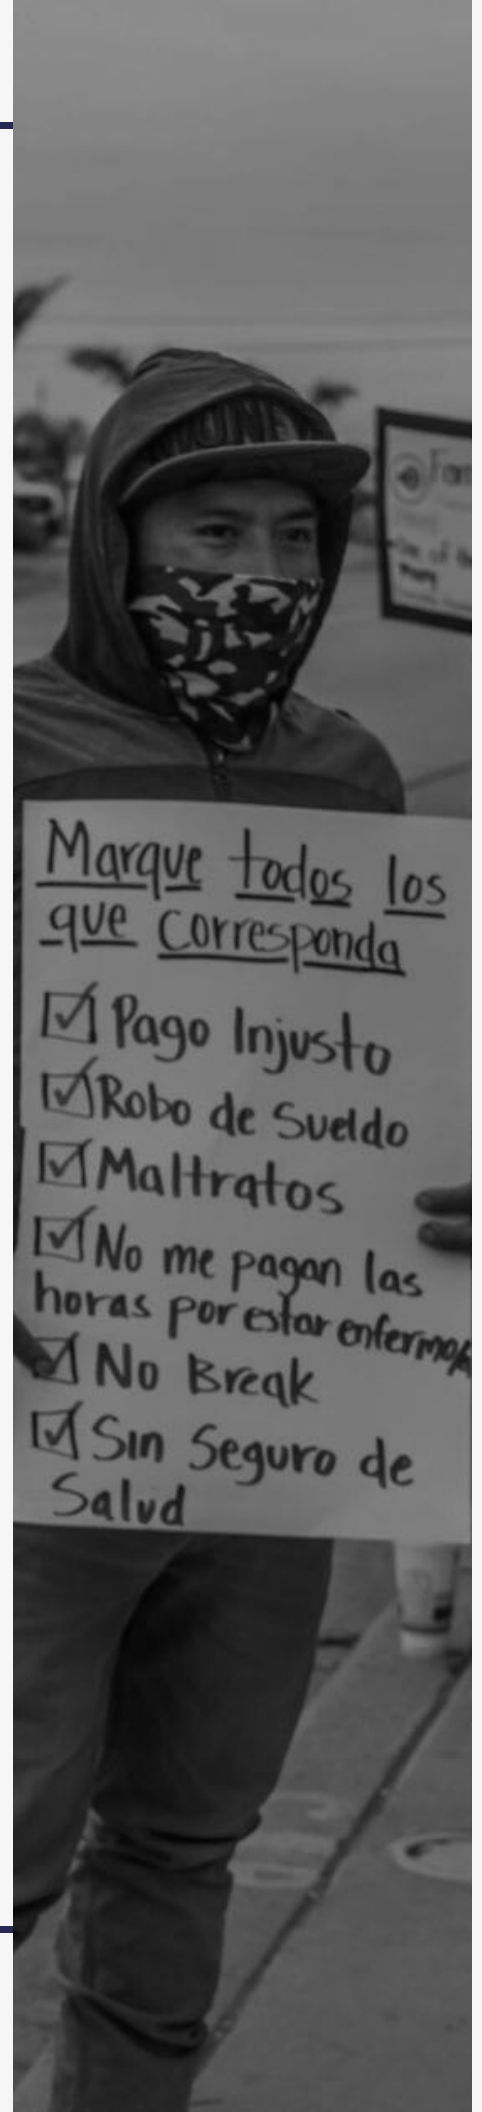 Marque todos los
que corresponda
Pago Injusto
Robo de Sueldo
Maltratos
No me pagan las
horas por estar enfermo/a
No Break
Sin Seguro de
Salud